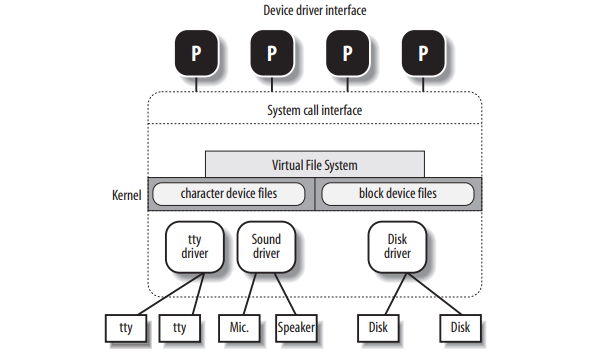 Device driver interface
P P P P
System call interface
Virtual File System
Kernel
character device files
block device files
tty
driver
Sound
driver
Disk
driver
tty
tty
Mic.
Speaker
Disk
Disk